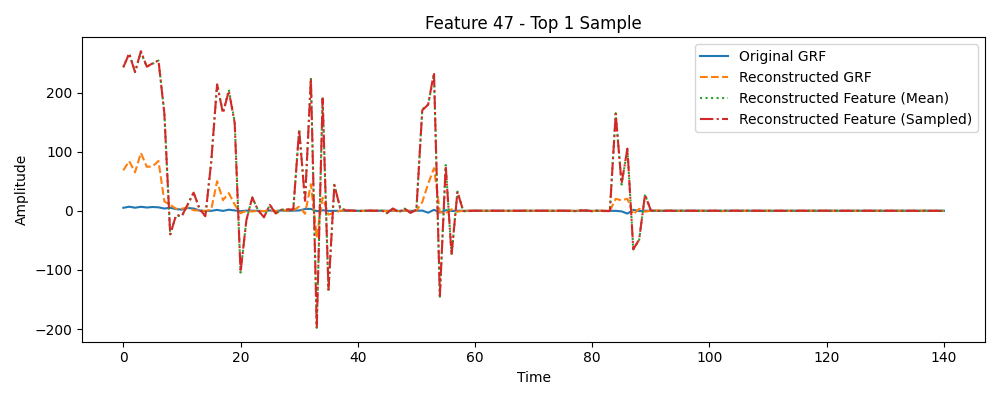 Feature 47 - Top 1 Sample
Original GRF
Reconstructed GRF
Reconstructed Feature (Mean)
Reconstructed Feature (Sampled)
Amplitude
200
100
0
−100
−200
0 20 40 60 80 100 120 140
Time